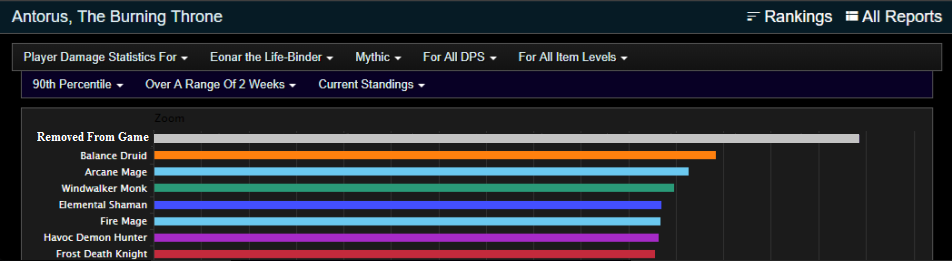 Antorus, The Burning Throne Rankings All Reports
Player Damage Statistics For Eonar the Life-Binder Mythic For All DPS For All Item Levels
90th Percentile Over A Range Of 2 Weeks Current Standings
Zoom
Removed From Game
Balance Druid
Arcane Mage
Windwalker Monk
Elemental Shaman
Fire Mage
Havoc Demon Hunter
Frost Death Knight